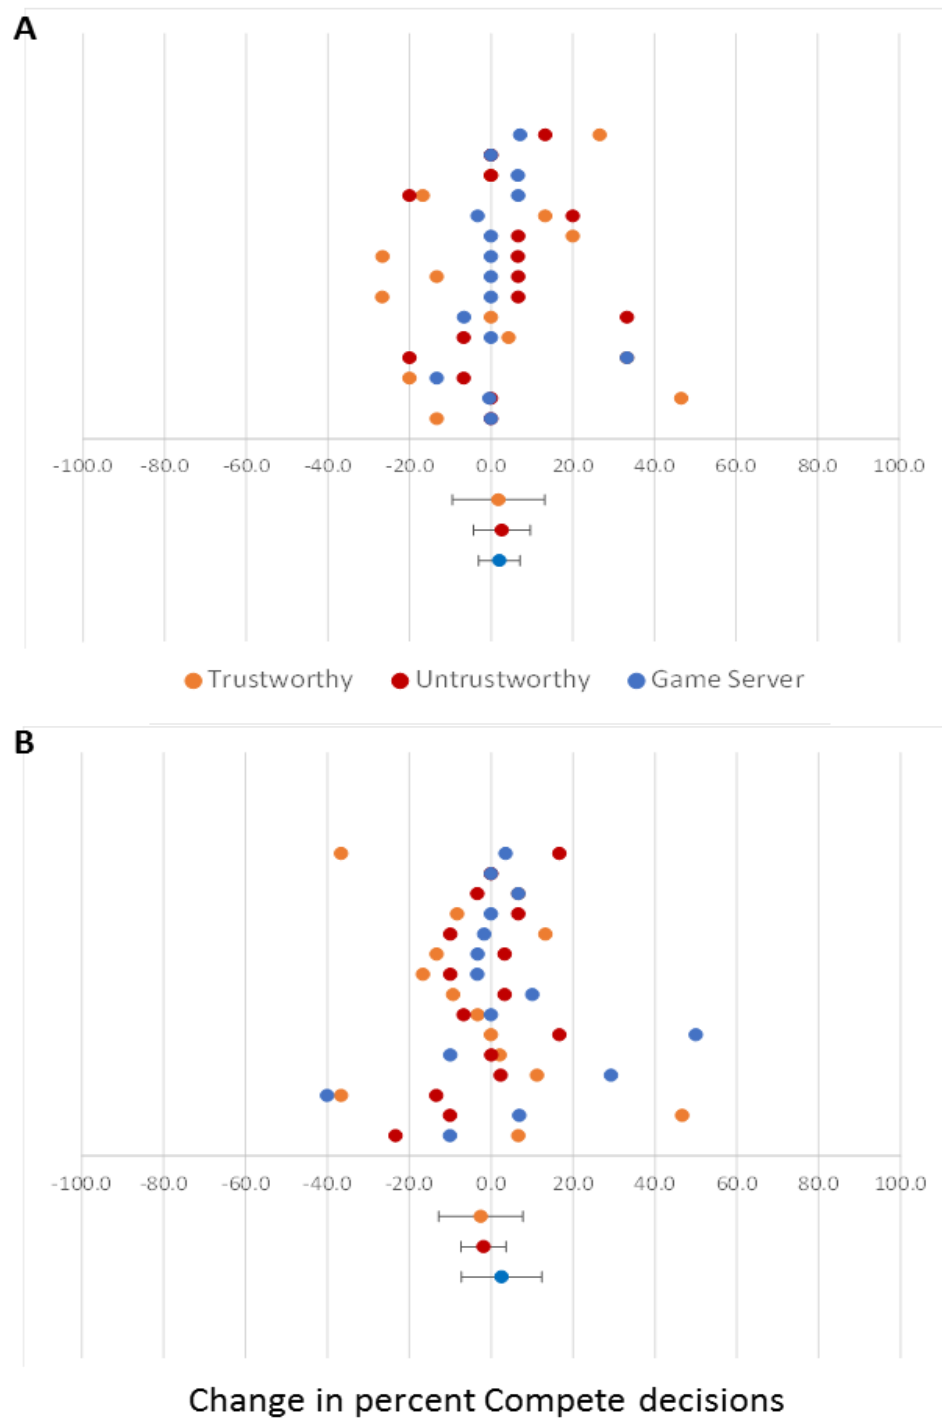 A
-100.0 -80.0 -60.0 -40.0 -20.0 0.0 20.0 40.0 60.0 80.0 100.0
Trustworthy Untrustworthy Game Server
B
-100.0 -80.0 -60.0 -40.0 -20.0 0.0 20.0 40.0 60.0 80.0 100.0
Change in percent Compete decisions